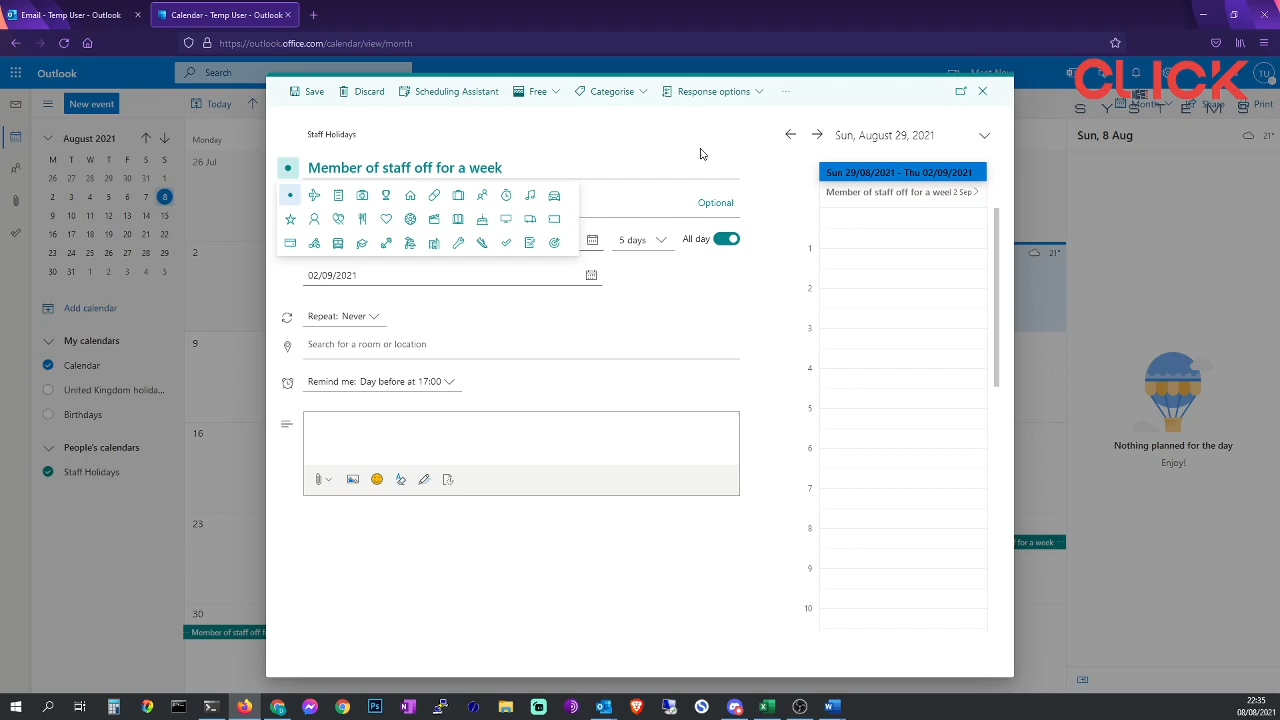 Email - Temp User - Outlook
Calendar - Temp User - Outlook
https://outlook.office.com/calendar/view/month
CLICK
SYSTEMS
Outlook
Search
Meet Now
TU
New event
Today
Month
Share
Print
August 2021
M T W T F S S
26 27 28 29 30 31 1
2 3 4 5 6 7 8
9 10 11 12 13 14 15
16 17 18 19 20 21 22
23 24 25 26 27 28 29
30 31 1 2 3 4 5
Add calendar
My calendars
Calendar
United Kingdom holida...
Birthdays
People's calendars
Staff Holidays
Monday
26 Jul
2
9
16
23
30
Member of staff off f
Save
Discard
Scheduling Assistant
Free
Categorise
Response options
Staff Holidays
Member of staff off for a week
Optional
5 days
All day
02/09/2021
Repeat: Never
Search for a room or location
Remind me: Day before at 17:00
Sun, August 29, 2021
Sun 29/08/2021 - Thu 02/09/2021
Member of staff off for a weel 2 Sep
1
2
3
4
5
6
7
8
9
10
21°
f for a week
Sun, 8 Aug
21°
Nothing planned for the day
Enjoy!
22:35
08/08/2021